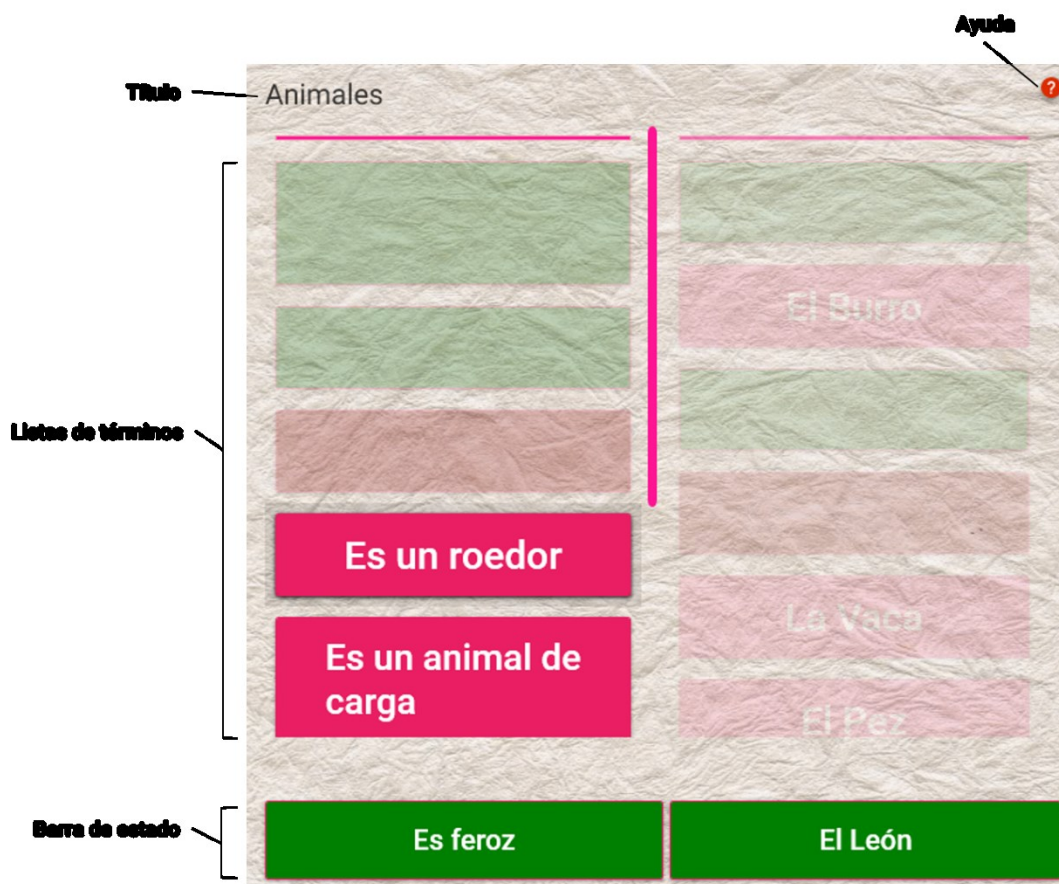 Ayuda
Título
Animales
?
El Burro
Listas de términos
Es un roedor
La Vaca
Es un animal de
carga
El Pez
Barra de estado
Es feroz
El León